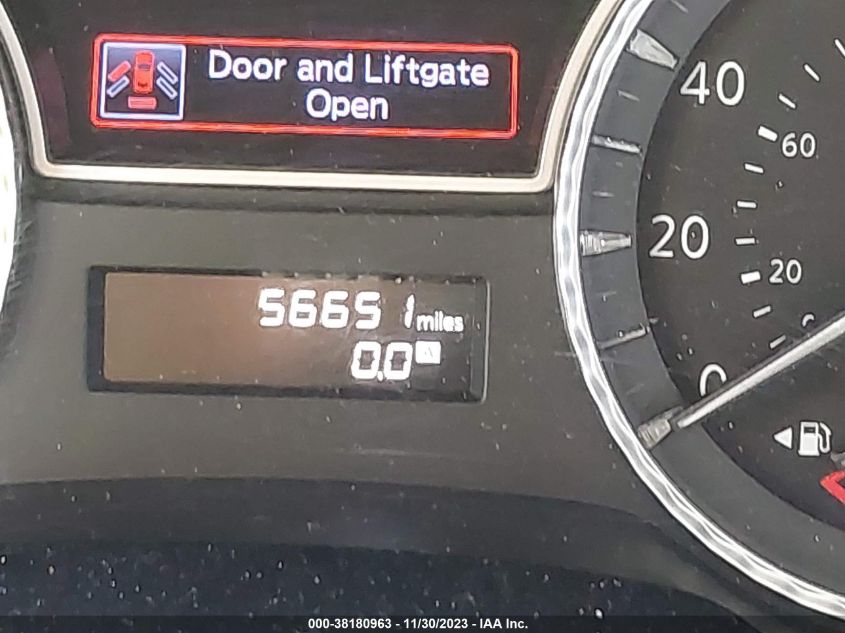 Door and Liftgate
Open
40
60
20
20
56651 miles
0.0 A
0
000-38180963 - 11/30/2023 - IAA Inc.